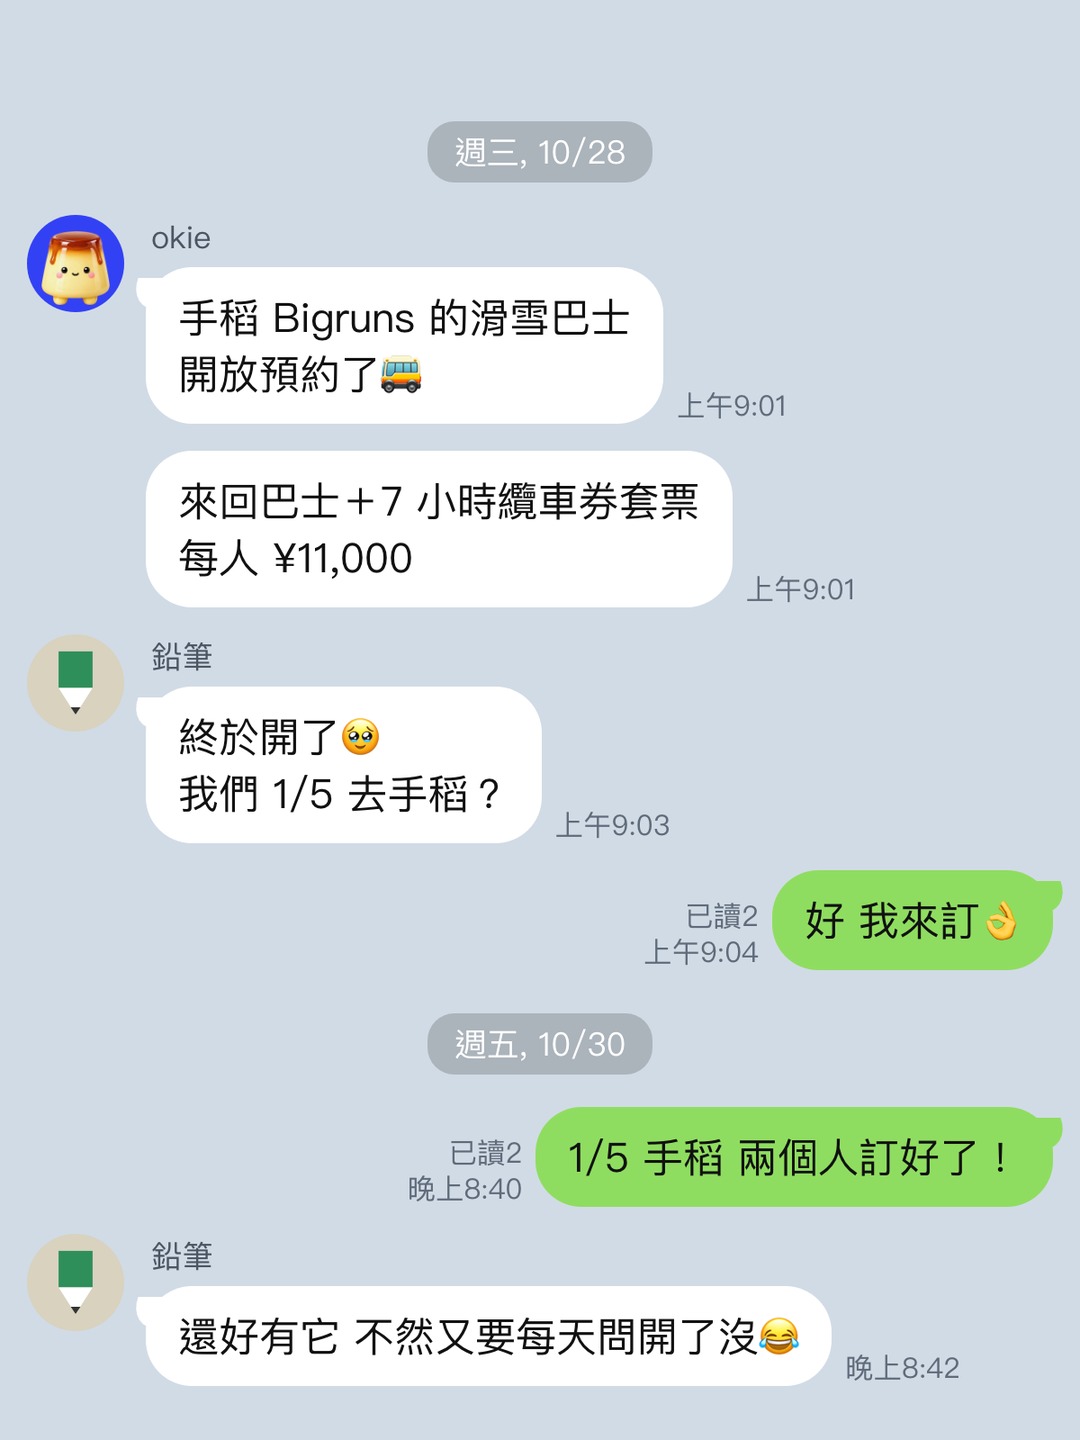 週三, 10/28
okie
手稻 Bigruns 的滑雪巴士
開放預約了🚌
上午9:01
來回巴士＋7 小時纜車券套票
每人 ¥11,000
上午9:01
鉛筆
終於開了🥹
我們 1/5 去手稻？
上午9:03
已讀2
上午9:04
好 我來訂👌
週五, 10/30
已讀2
晚上8:40
1/5 手稻 兩個人訂好了！
鉛筆
還好有它 不然又要每天問開了沒😂
晚上8:42